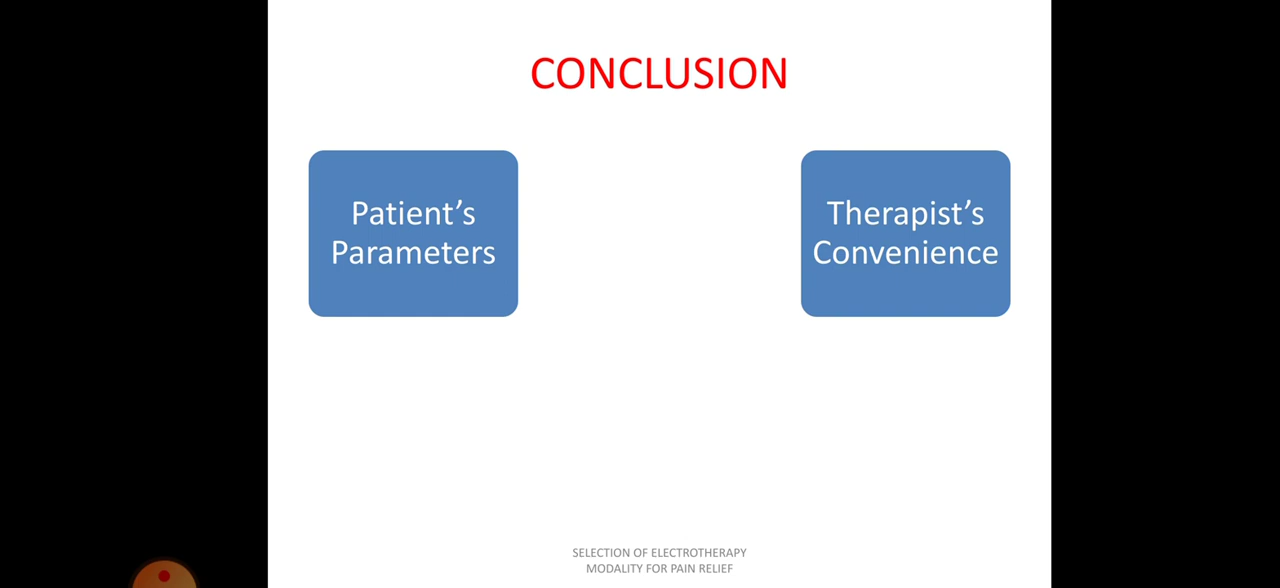 CONCLUSION
Patient’s
Parameters
Therapist’s
Convenience
SELECTION OF ELECTROTHERAPY
MODALITY FOR PAIN RELIEF